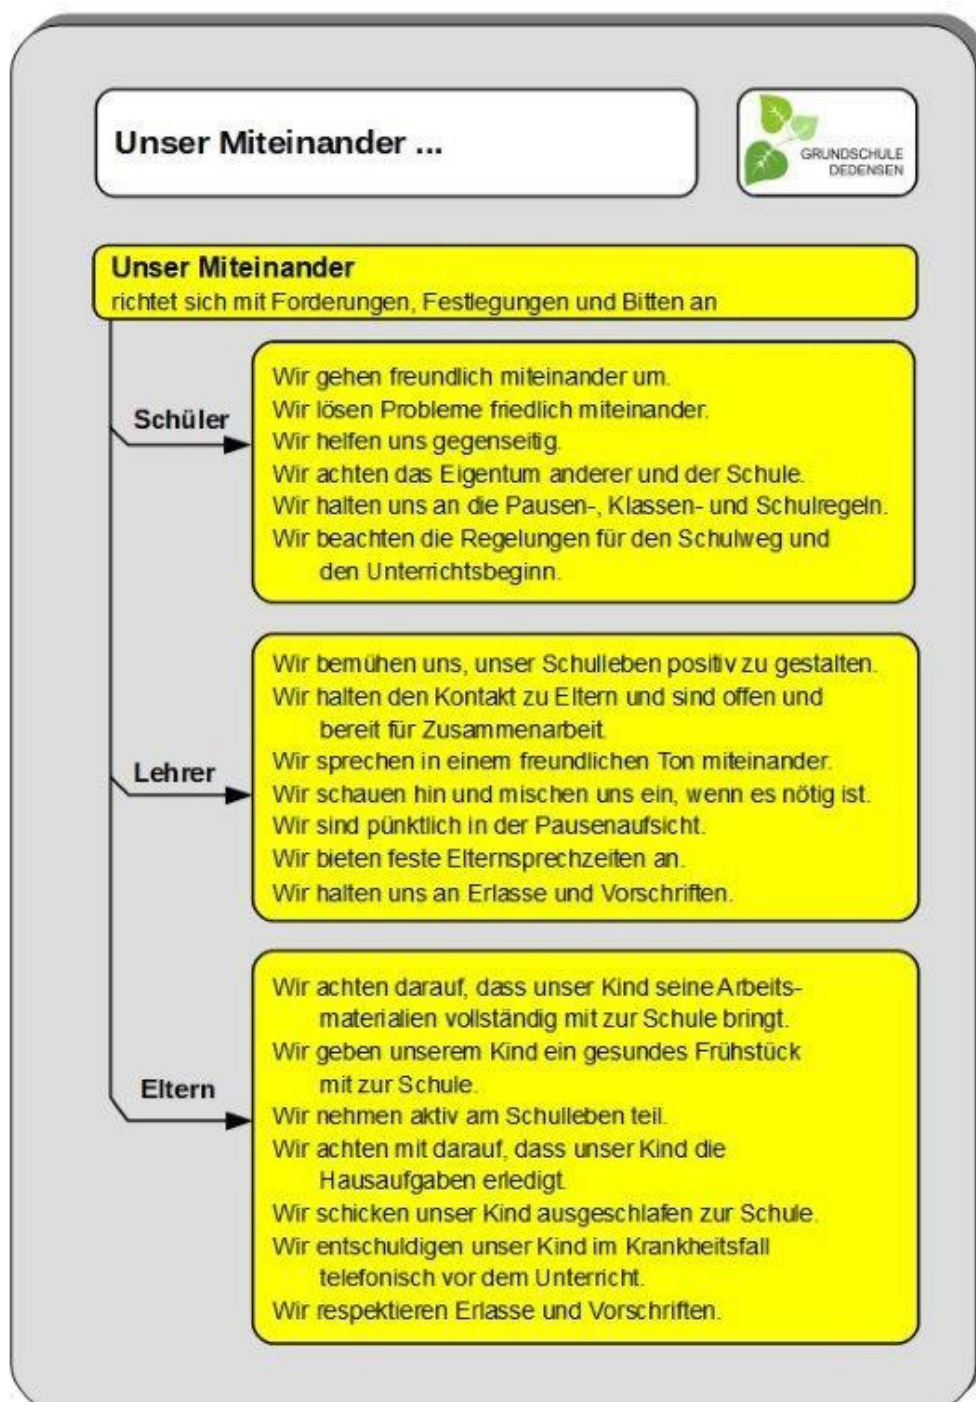 Unser Miteinander ...
GRUNDSCHULE
DEDENSEN
Unser Miteinander
richtet sich mit Forderungen, Festlegungen und Bitten an
Schüler
Wir gehen freundlich miteinander um.
Wir lösen Probleme friedlich miteinander.
Wir helfen uns gegenseitig.
Wir achten das Eigentum anderer und der Schule.
Wir halten uns an die Pausen-, Klassen- und Schulregeln.
Wir beachten die Regelungen für den Schulweg und
den Unterrichtsbeginn.
Lehrer
Wir bemühen uns, unser Schulleben positiv zu gestalten.
Wir halten den Kontakt zu Eltern und sind offen und
bereit für Zusammenarbeit.
Wir sprechen in einem freundlichen Ton miteinander.
Wir schauen hin und mischen uns ein, wenn es nötig ist.
Wir sind pünktlich in der Pausenaufsicht.
Wir bieten feste Elternsprechzeiten an.
Wir halten uns an Erlasse und Vorschriften.
Eltern
Wir achten darauf, dass unser Kind seine Arbeits-
materialien vollständig mit zur Schule bringt.
Wir geben unserem Kind ein gesundes Frühstück
mit zur Schule.
Wir nehmen aktiv am Schulleben teil.
Wir achten mit darauf, dass unser Kind die
Hausaufgaben erledigt.
Wir schicken unser Kind ausgeschlafen zur Schule.
Wir entschuldigen unser Kind im Krankheitsfall
telefonisch vor dem Unterricht.
Wir respektieren Erlasse und Vorschriften.